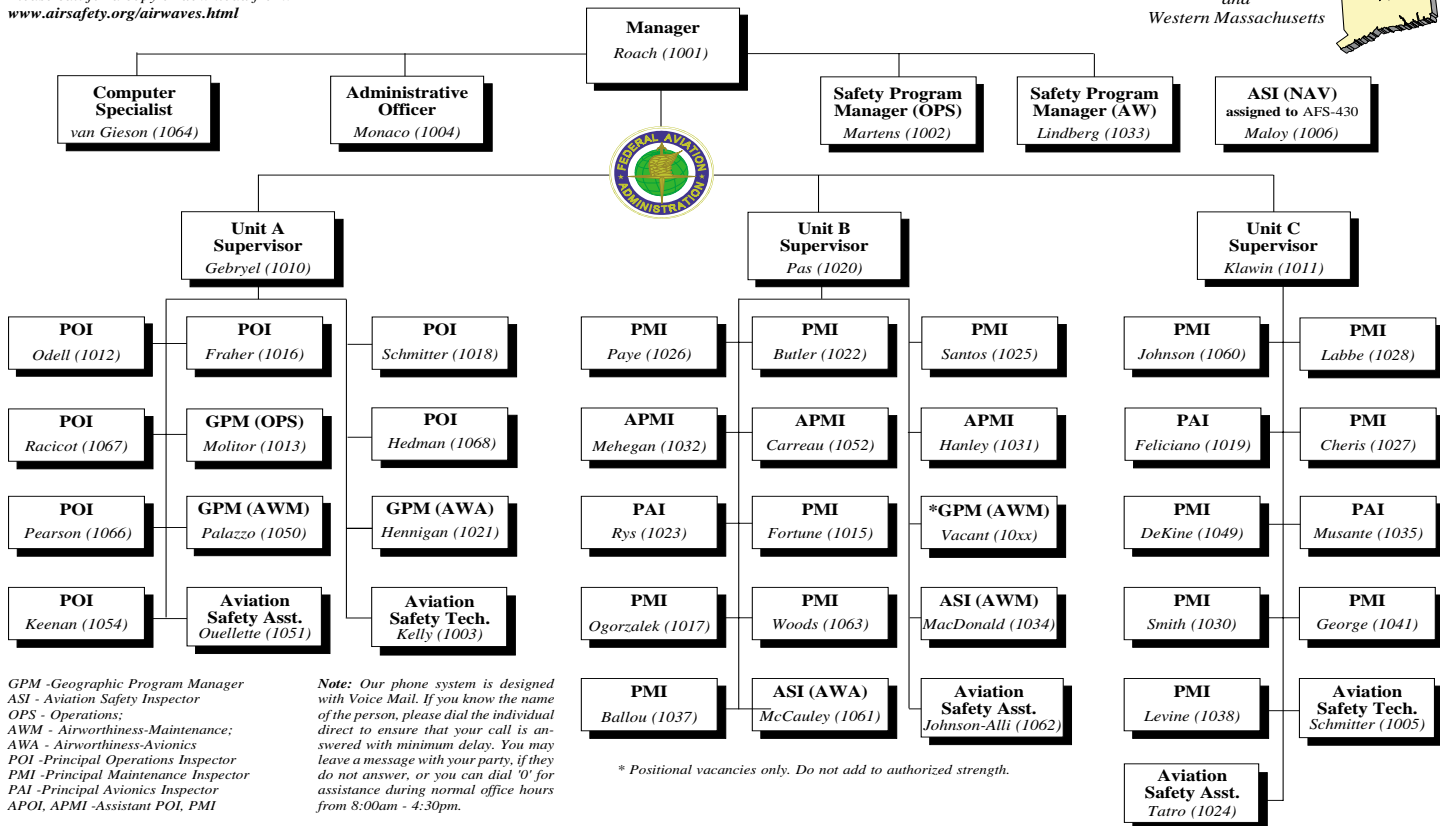 www.airsafety.org/airwaves.html
and
Western Massachusetts
Manager
Roach (1001)
Computer
Specialist
van Gieson (1064)
Administrative
Officer
Monaco (1004)
Safety Program
Manager (OPS)
Martens (1002)
Safety Program
Manager (AW)
Lindberg (1033)
ASI (NAV)
assigned to AFS-430
Maloy (1006)
FEDERAL AVIATION
ADMINISTRATION
Unit A
Supervisor
Gebryel (1010)
Unit B
Supervisor
Pas (1020)
Unit C
Supervisor
Klawin (1011)
POI
Odell (1012)
POI
Fraher (1016)
POI
Schmitter (1018)
POI
Racicot (1067)
GPM (OPS)
Molitor (1013)
POI
Hedman (1068)
POI
Pearson (1066)
GPM (AWM)
Palazzo (1050)
GPM (AWA)
Hennigan (1021)
POI
Keenan (1054)
Aviation
Safety Asst.
Ouellette (1051)
Aviation
Safety Tech.
Kelly (1003)
PMI
Paye (1026)
PMI
Butler (1022)
PMI
Santos (1025)
APMI
Mehegan (1032)
APMI
Carreau (1052)
APMI
Hanley (1031)
PAI
Rys (1023)
PMI
Fortune (1015)
*GPM (AWM)
Vacant (10xx)
PMI
Ogorzalek (1017)
PMI
Woods (1063)
ASI (AWM)
MacDonald (1034)
PMI
Ballou (1037)
ASI (AWA)
McCauley (1061)
Aviation
Safety Asst.
Johnson-Alli (1062)
PMI
Johnson (1060)
PMI
Labbe (1028)
PAI
Feliciano (1019)
PMI
Cheris (1027)
PMI
DeKine (1049)
PAI
Musante (1035)
PMI
Smith (1030)
PMI
George (1041)
PMI
Levine (1038)
Aviation
Safety Tech.
Schmitter (1005)
Aviation
Safety Asst.
Tatro (1024)
GPM -Geographic Program Manager
ASI - Aviation Safety Inspector
OPS - Operations;
AWM - Airworthiness-Maintenance;
AWA - Airworthiness-Avionics
POI -Principal Operations Inspector
PMI -Principal Maintenance Inspector
PAI -Principal Avionics Inspector
APOI, APMI -Assistant POI, PMI
Note: Our phone system is designed
with Voice Mail. If you know the name
of the person, please dial the individual
direct to ensure that your call is an-
swered with minimum delay. You may
leave a message with your party, if they
do not answer, or you can dial '0' for
assistance during normal office hours
from 8:00am - 4:30pm.
* Positional vacancies only. Do not add to authorized strength.